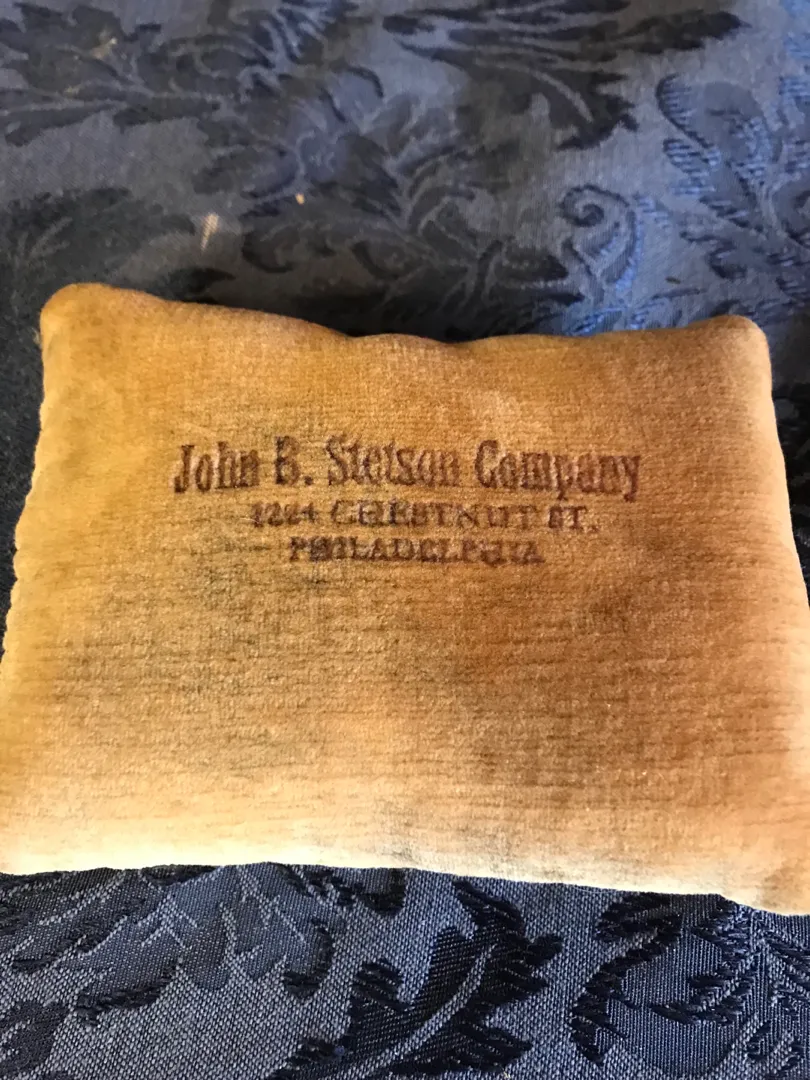 John B. Stetson Company
1224 CHESTNUT ST.
PHILADELPHIA